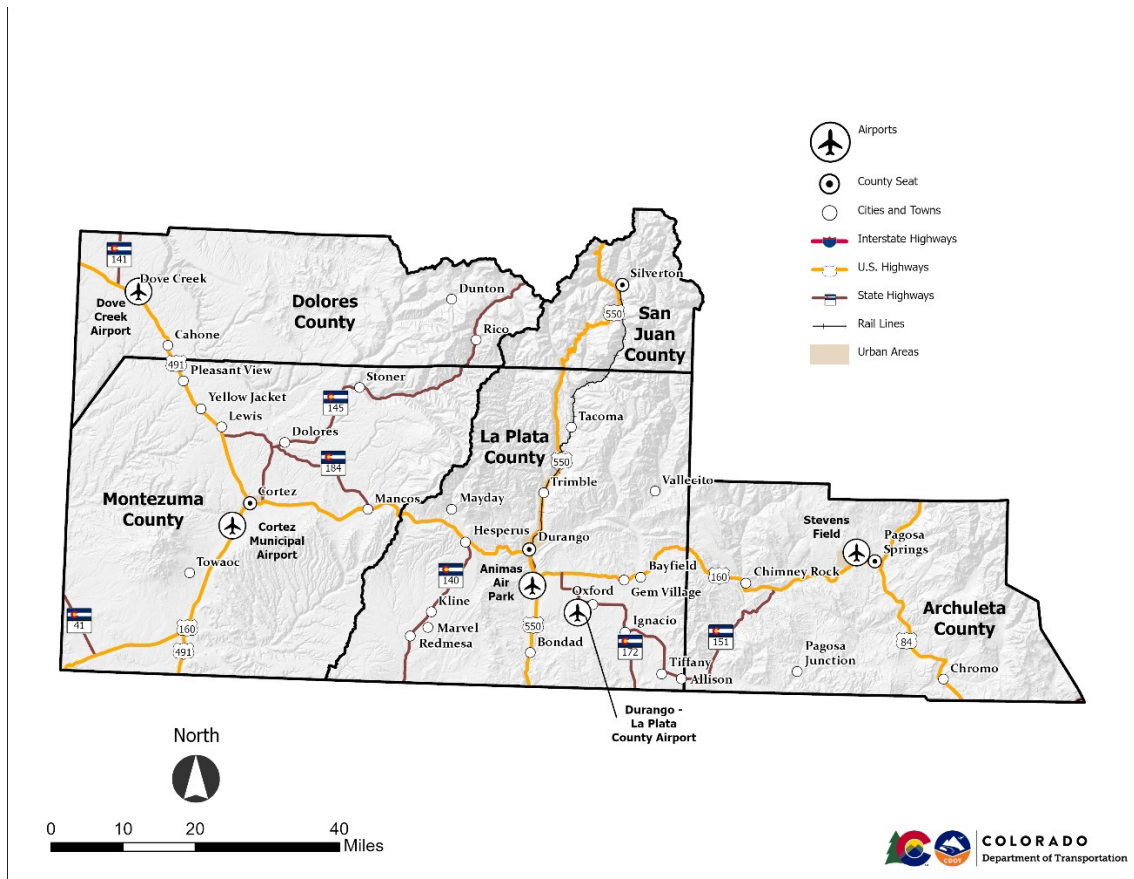 Airports
County Seat
Cities and Towns
Interstate Highways
U.S. Highways
State Highways
Rail Lines
Urban Areas
141
Dove Creek
Dove
Creek
Airport
Cahone
491
Pleasant View
Yellow Jacket
Lewis
Dolores
County
Dunton
Rico
Stoner
145
Dolores
184
Silverton
550
San
Juan
County
Tacoma
La Plata
County
550
Trimble
Vallecito
Montezuma
County
Cortez
Cortez
Municipal
Airport
Mancos
Mayday
Hesperus
Durango
Towaoc
41
160
491
140
Kline
Marvel
Redmesa
Animas
Air
Park
550
Bondad
Oxford
Bayfield
Gem Village
Ignacio
172
Tiffany
Allison
Durango -
La Plata
County Airport
160
Chimney Rock
151
Stevens
Field
Pagosa
Springs
Archuleta
County
84
Pagosa
Junction
Chromo
North
0 10 20 40
Miles
CDOT
COLORADO
Department of Transportation